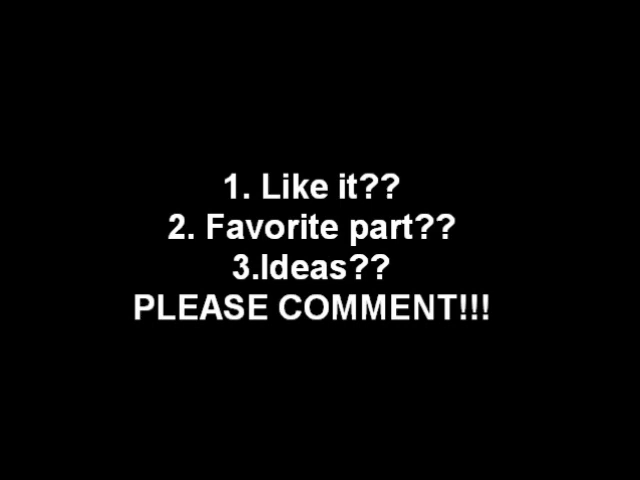 1. Like it??
2. Favorite part??
3.Ideas??
PLEASE COMMENT!!!